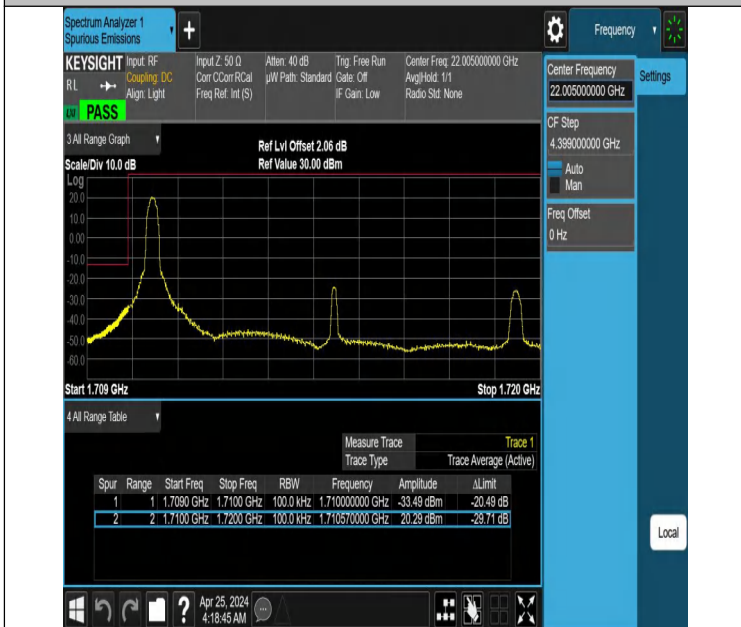 Spectrum Analyzer 1
Spurious Emissions
Frequency
KEYSIGHT Input: RF Input Z: 50 Ω Atten: 40 dB Trig: Free Run Center Freq: 22.005000000 GHz
RL Coupling: DC Corr CCorr RCal µW Path: Standard Gate: Off Avg|Hold: 1/1
Align: Light Freq Ref: Int (S) IF Gain: Low Radio Std: None
PASS
3 All Range Graph
Ref Lvl Offset 2.06 dB
Scale/Div 10.0 dB Ref Value 30.00 dBm
Log
20.0
10.0
0.00
-10.0
-20.0
-30.0
-40.0
-50.0
-60.0
Start 1.709 GHz Stop 1.720 GHz
4 All Range Table
Measure Trace Trace 1
Trace Type Trace Average (Active)
Spur Range Start Freq Stop Freq RBW Frequency Amplitude ΔLimit
1 1 1.7090 GHz 1.7100 GHz 100.0 kHz 1.710000000 GHz -33.49 dBm -20.49 dB
2 2 1.7100 GHz 1.7200 GHz 100.0 kHz 1.710570000 GHz 20.29 dBm -29.71 dB
Center Frequency
22.005000000 GHz
Settings
CF Step
4.399000000 GHz
Auto
Man
Freq Offset
0 Hz
Local
Apr 25, 2024
4:18:45 AM